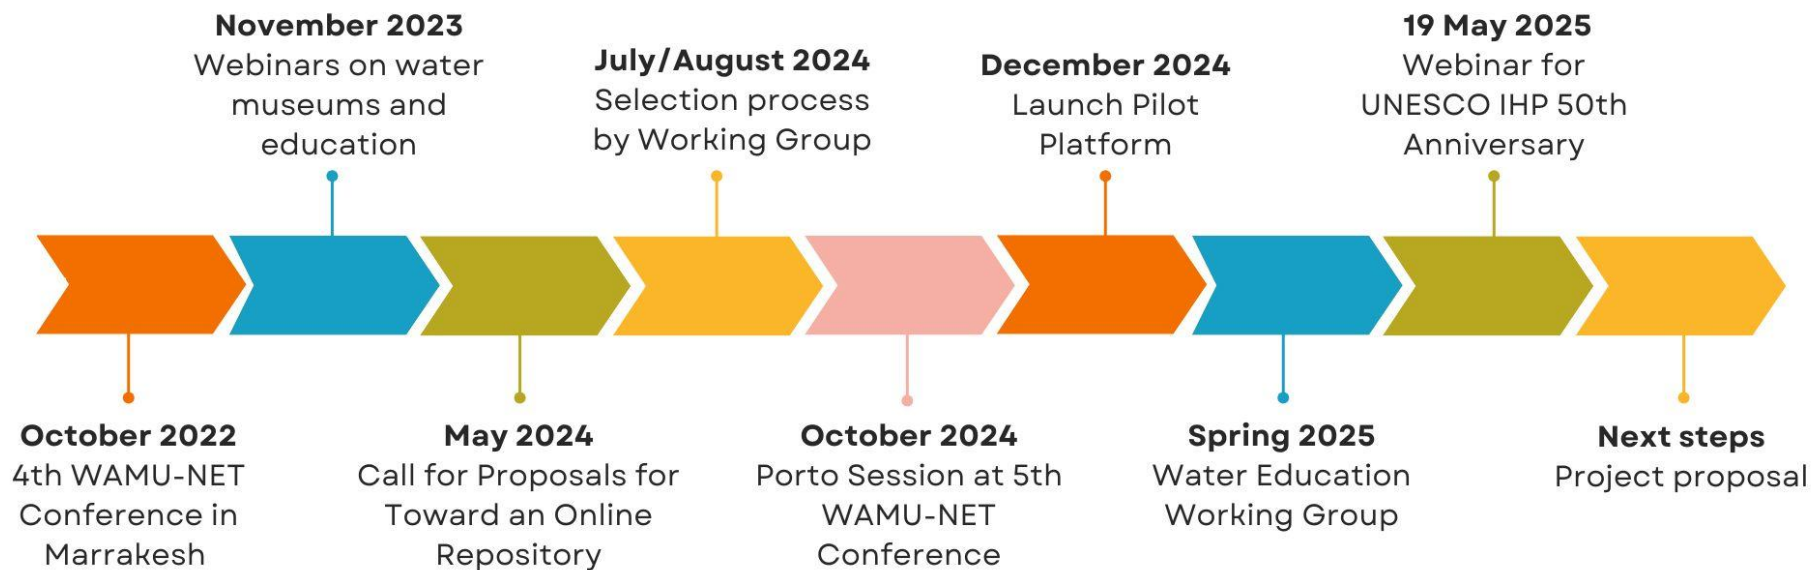 November 2023
Webinars on water
museums and
education
July/August 2024
Selection process
by Working Group
December 2024
Launch Pilot
Platform
19 May 2025
Webinar for
UNESCO IHP 50th
Anniversary
October 2022
4th WAMU-NET
Conference in
Marrakesh
May 2024
Call for Proposals for
Toward an Online
Repository
October 2024
Porto Session at 5th
WAMU-NET
Conference
Spring 2025
Water Education
Working Group
Next steps
Project proposal